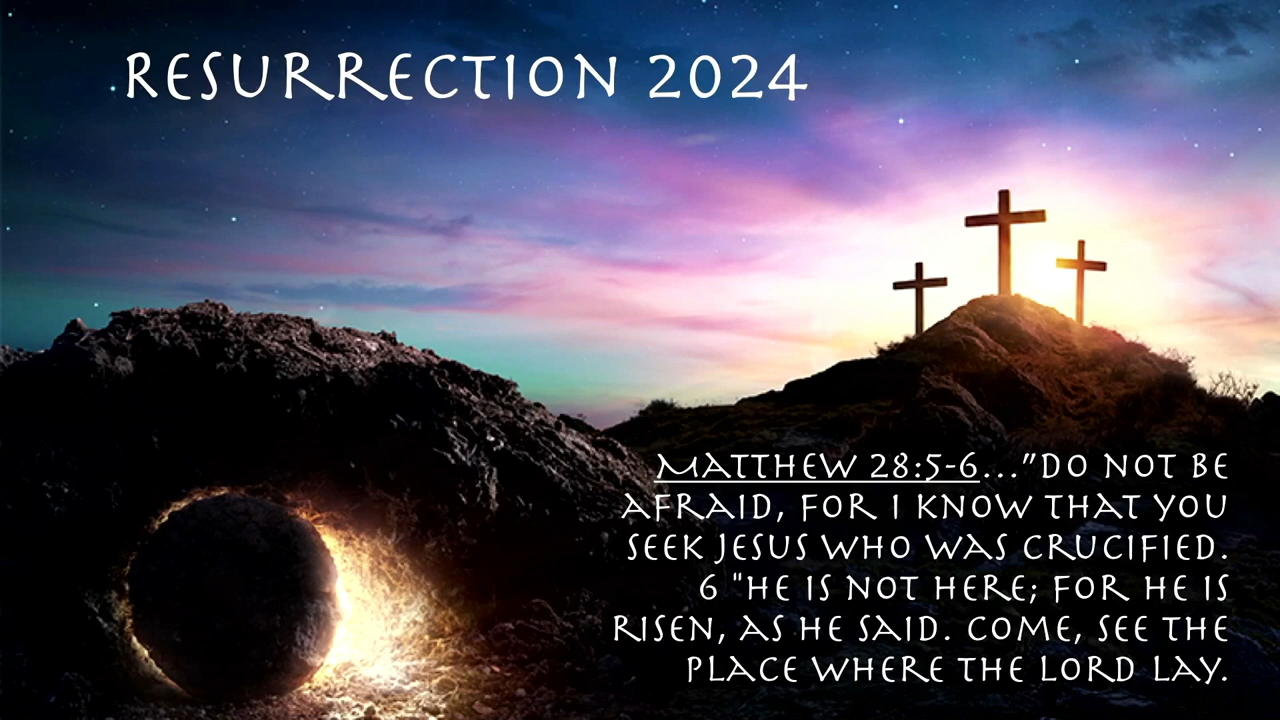 RESURRECTION 2024
MATTHEW 28:5-6…”DO NOT BE
AFRAID, FOR I KNOW THAT YOU
SEEK JESUS WHO WAS CRUCIFIED.
6 "HE IS NOT HERE; FOR HE IS
RISEN, AS HE SAID. COME, SEE THE
PLACE WHERE THE LORD LAY.